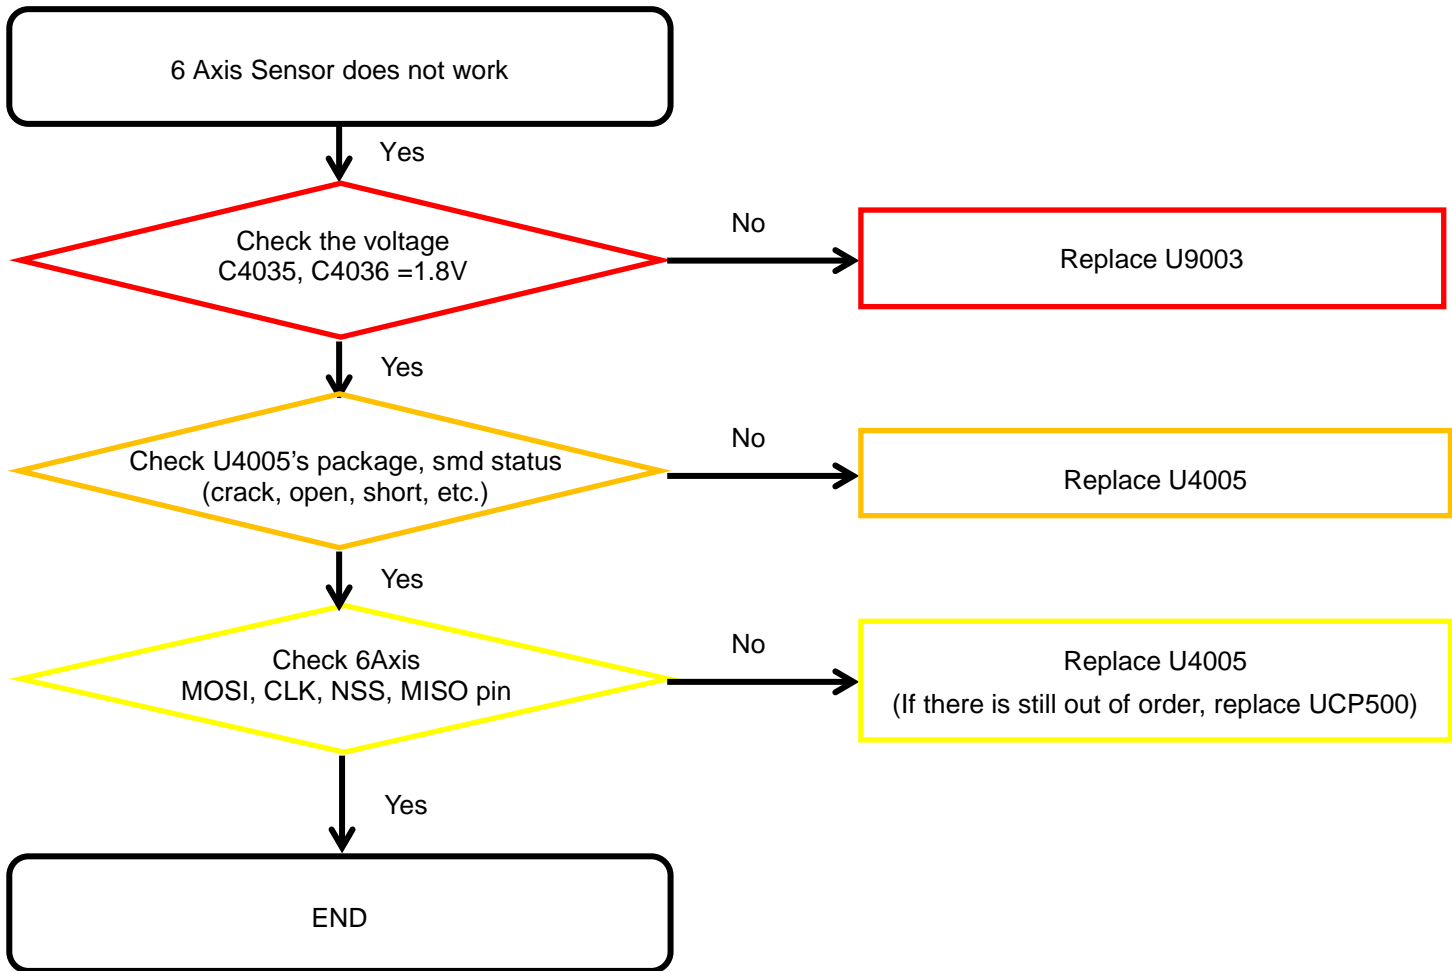 6 Axis Sensor does not work
Yes
Check the voltage
C4035, C4036 =1.8V
No
Replace U9003
Yes
Check U4005’s package, smd status
(crack, open, short, etc.)
No
Replace U4005
Yes
Check 6Axis
MOSI, CLK, NSS, MISO pin
No
Replace U4005
(If there is still out of order, replace UCP500)
Yes
END